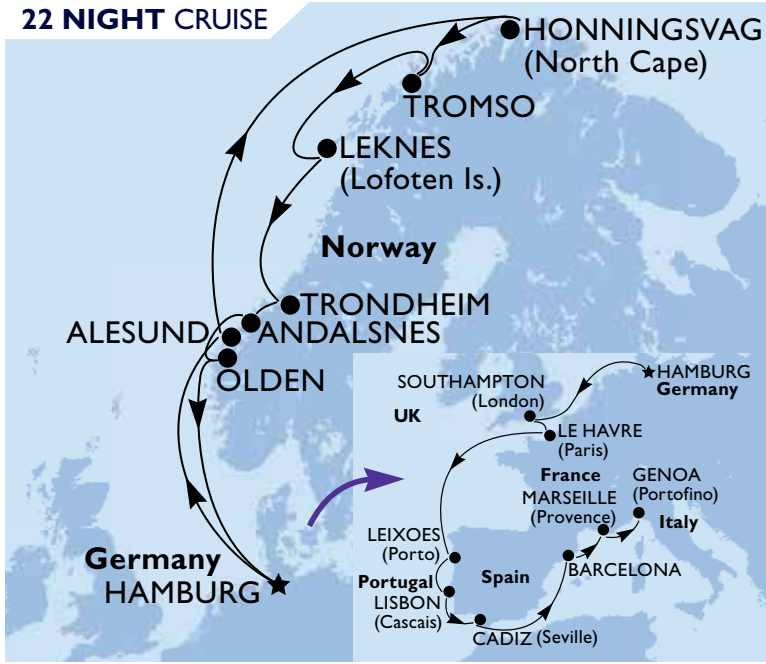 22 NIGHT CRUISE
HONNINGSVAG
(North Cape)
TROMSO
LEKNES
(Lofoten Is.)
Norway
TRONDHEIM
ALESUND
ANDALSNES
OLDEN
Germany
HAMBURG
HAMBURG
Germany
SOUTHAMPTON
(London)
UK
LE HAVRE
(Paris)
France
GENOA
(Portofino)
MARSEILLE
(Provence)
Italy
LEIXOES
(Porto)
BARCELONA
Portugal
Spain
LISBON
(Cascais)
CADIZ (Seville)